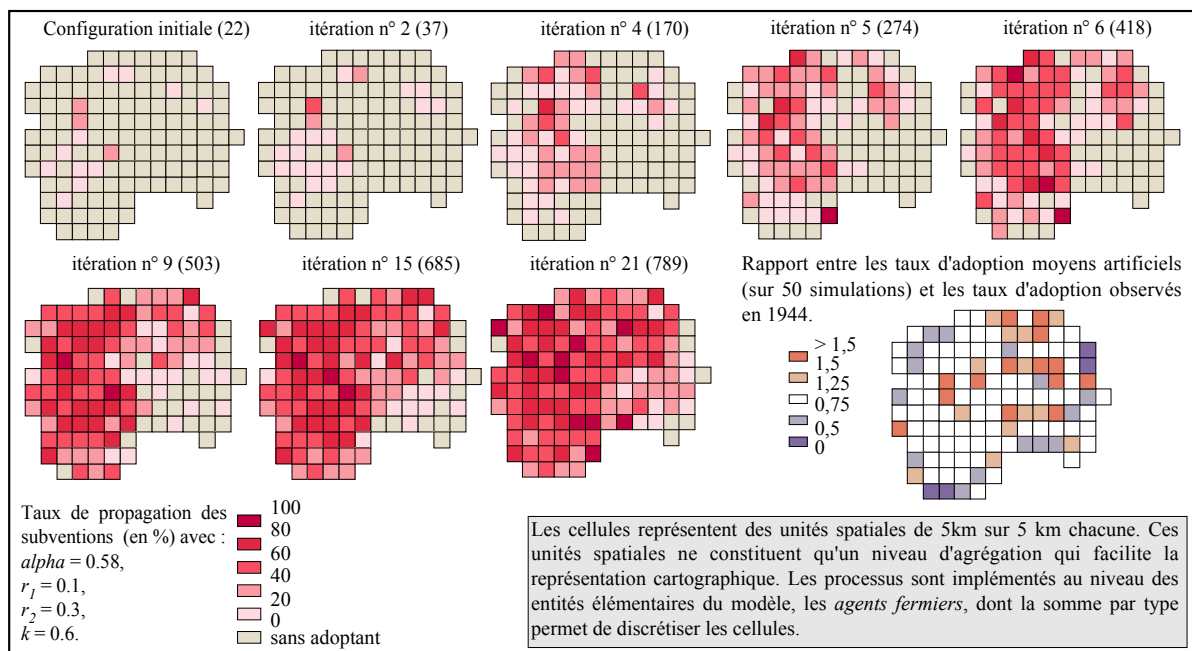 Configuration initiale (22)
itération n° 2 (37)
itération n° 4 (170)
itération n° 5 (274)
itération n° 6 (418)
itération n° 9 (503)
itération n° 15 (685)
itération n° 21 (789)
Rapport entre les taux d'adoption moyens artificiels
(sur 50 simulations) et les taux d'adoption observés
en 1944.
> 1,5
1,5
1,25
0,75
0,5
0
Taux de propagation des
subventions (en %) avec :
alpha = 0.58,
r1 = 0.1,
r2 = 0.3,
k = 0.6.
100
80
60
40
20
0
sans adoptant
Les cellules représentent des unités spatiales de 5km sur 5 km chacune. Ces
unités spatiales ne constituent qu'un niveau d'agrégation qui facilite la
représentation cartographique. Les processus sont implémentés au niveau des
entités élémentaires du modèle, les agents fermiers, dont la somme par type
permet de discrétiser les cellules.